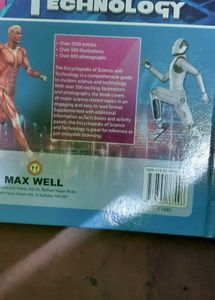 TECHNOLOGY
• Over 2000 entries
• Over 500 illustrations
• Over 800 photographs
The Encyclopedia of Science and
Technology is a comprehensive guide
to modern science and technology.
With over 500 exciting illustrations
and photographs, the book covers
all major science related topics in an
engaging and easy to read format.
Supplemented with additional
information as facts boxes and activity
panels, the Encyclopedia of Science
and Technology is great for reference or
an enjoyable browsing.
MAX WELL